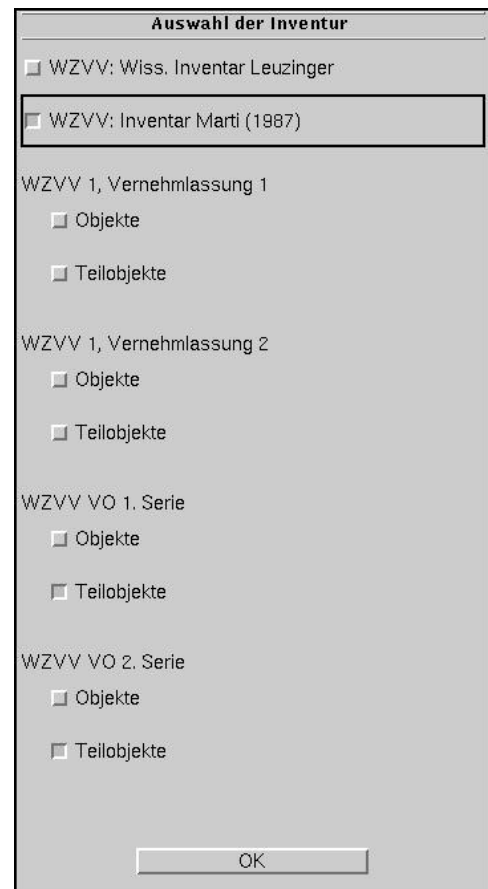 Auswahl der Inventur
WZVV: Wiss. Inventar Leuzinger
WZVV: Inventar Marti (1987)
WZVV 1, Vernehmlassung 1
Objekte
Teilobjekte
WZVV 1, Vernehmlassung 2
Objekte
Teilobjekte
WZVV VO 1. Serie
Objekte
Teilobjekte
WZVV VO 2. Serie
Objekte
Teilobjekte
OK